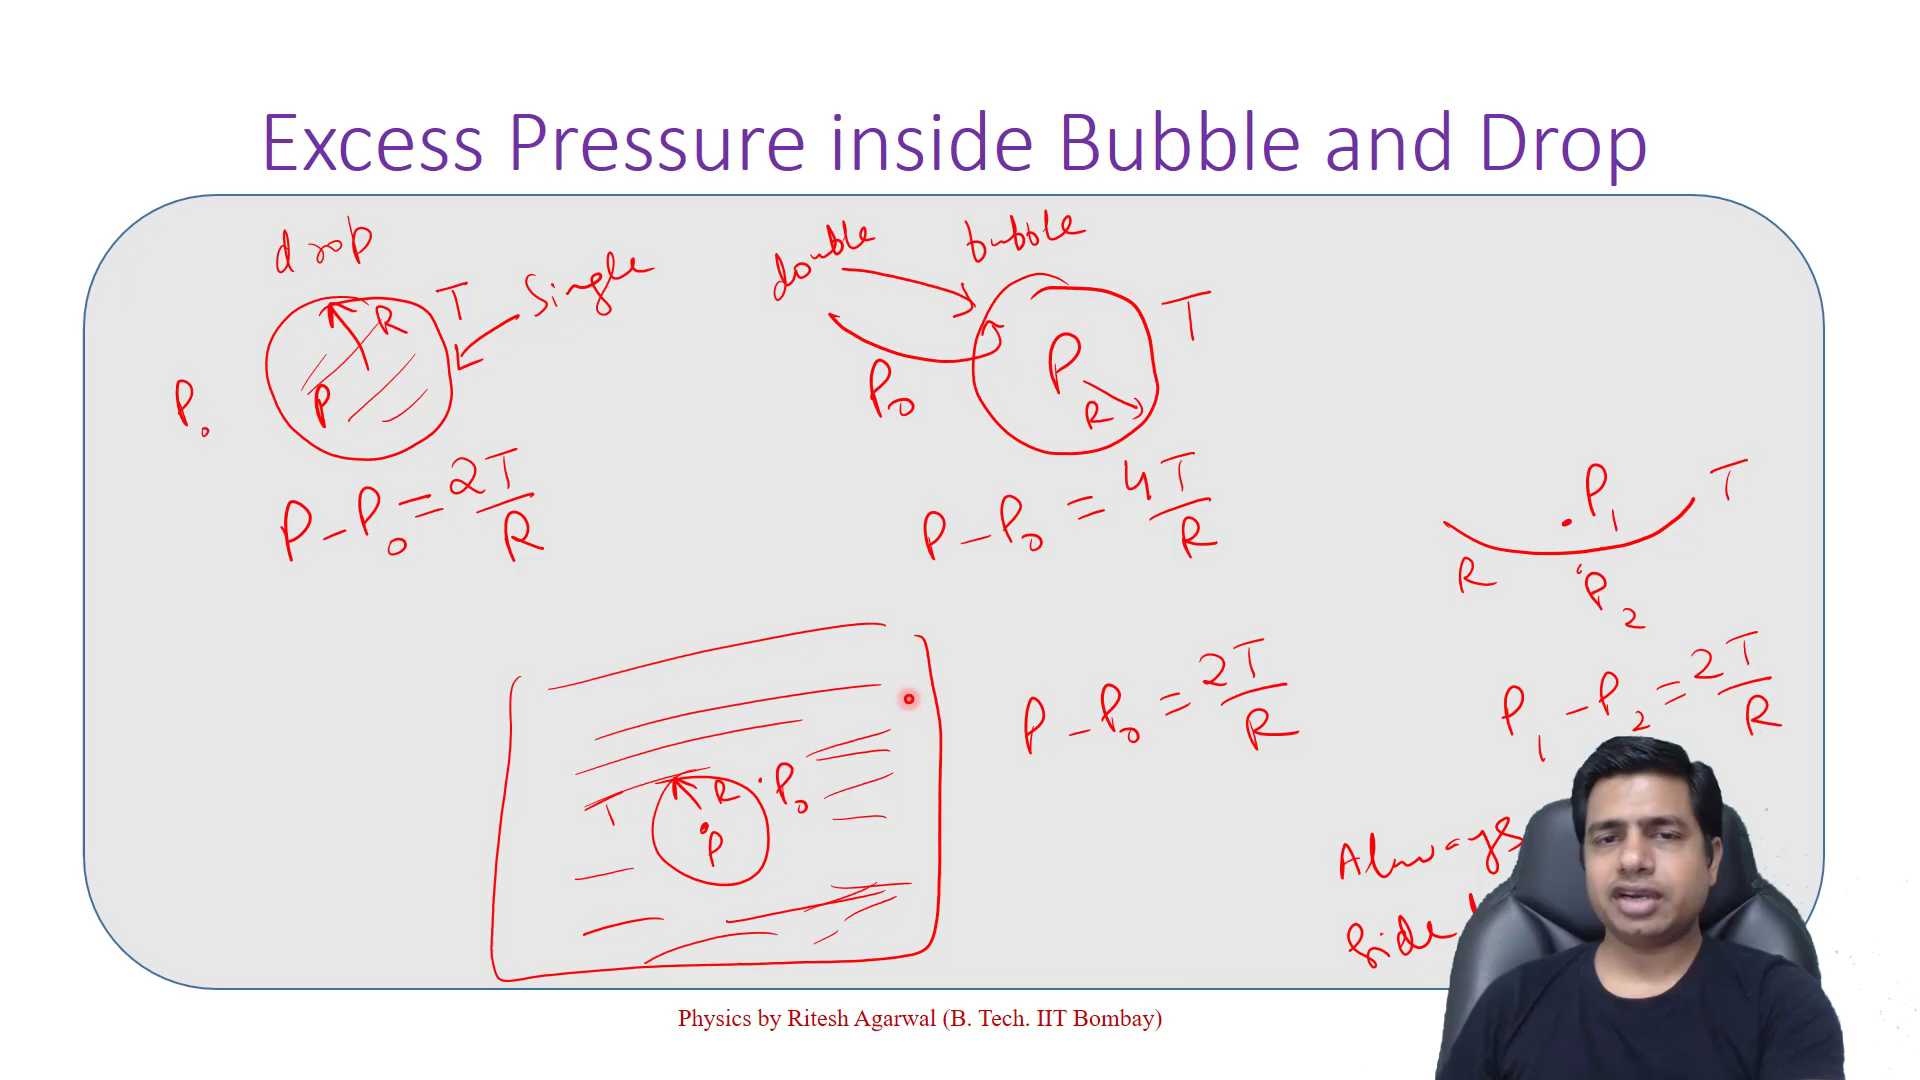 Excess Pressure inside Bubble and Drop
drop
T
Single
R
P
P₀
P - P₀ = 2T/R
double
bubble
T
P
R
P₀
P - P₀ = 4T/R
P₁
T
R
P₂
P₁ - P₂ = 2T/R
T
R
P₀
P
P - P₀ = 2T/R
Always
Side
Physics by Ritesh Agarwal (B. Tech. IIT Bombay)